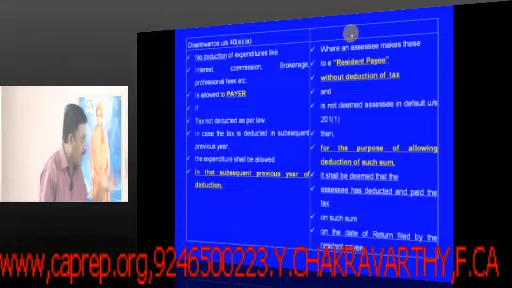 Disallowance u/s 40(a)(ia)
No deduction of expenditures like
interest, commission, Brokerage,
professional fees etc.
is allowed to PAYER
if
Tax not deducted as per law.
in case the tax is deducted in subsequent
previous year,
the expenditure shall be allowed
in that subsequent previous year of
deduction.
Where an assessee makes these
to a "Resident Payee"
without deduction of tax
and
is not deemed assessee in default u/s
201(1)
then,
for the purpose of allowing
deduction of such sum,
it shall be deemed that the
assessee has deducted and paid the
tax
on such sum
on the date of Return filed by the
resident payee
www.caprep.org,9246500223.Y.CHAKRAVARTHY,F.CA